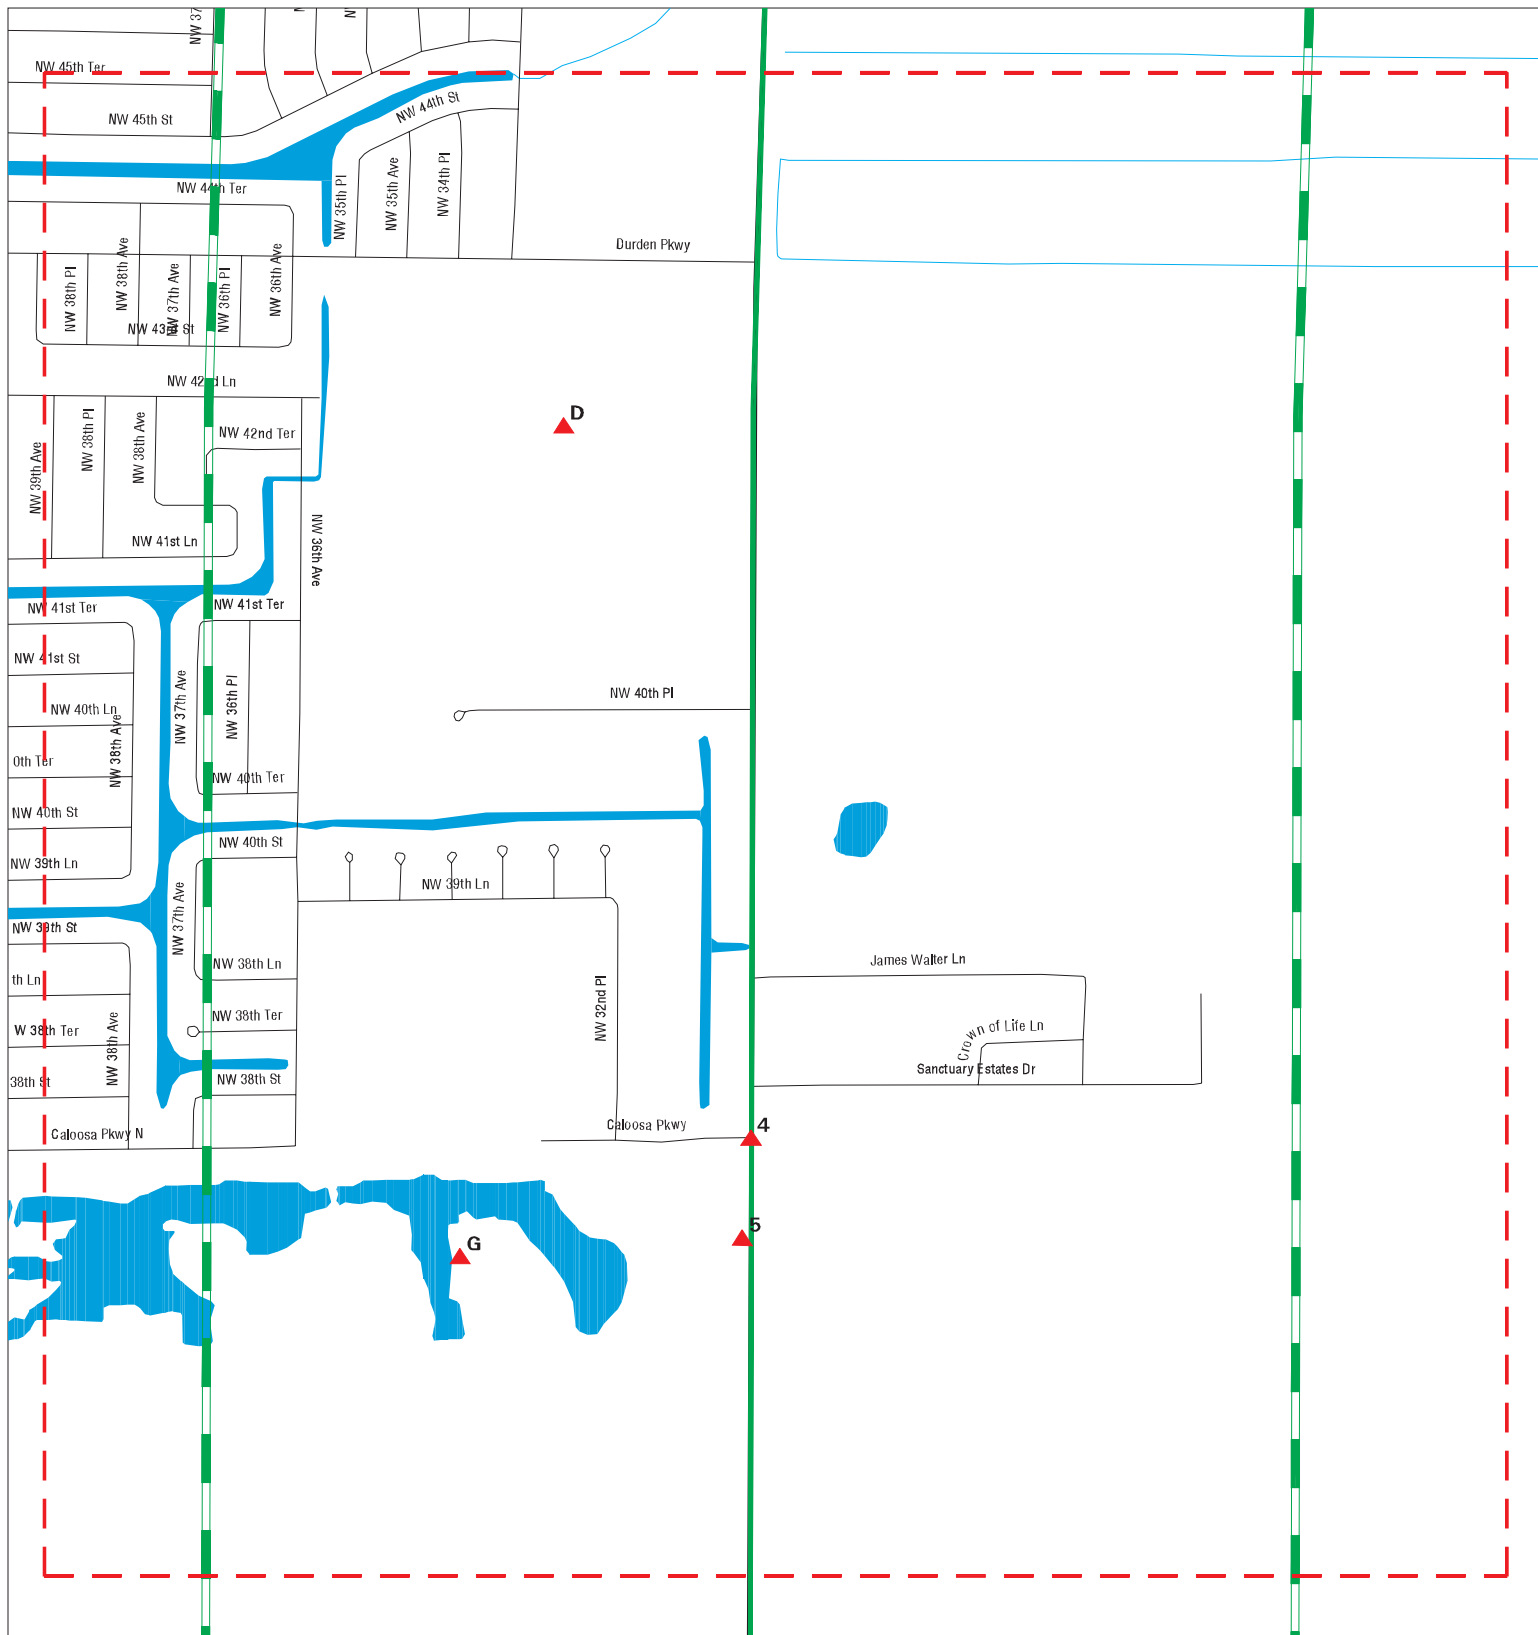 NW 37
N
N
NW 45th Ter
NW 45th St
NW 44th St
NW 44th Ter
NW 35th Pl
NW 35th Ave
NW 34th Pl
Durden Pkwy
NW 38th Pl
NW 38th Ave
NW 37th Ave
NW 36th Pl
NW 36th Ave
NW 43rd St
NW 42nd Ln
D
NW 39th Ave
NW 38th Pl
NW 38th Ave
NW 42nd Ter
NW 41st Ln
NW 36th Ave
NW 41st Ter
NW 41st Ter
NW 41st St
NW 37th Ave
NW 36th Pl
NW 40th Pl
NW 40th Ln
NW 38th Ave
0th Ter
NW 40th Ter
NW 40th St
NW 40th St
NW 39th Ln
NW 39th Ln
NW 37th Ave
NW 39th St
NW 38th Ln
James Walter Ln
th Ln
NW 32nd Pl
NW 38th Ter
W 38th Ter
NW 38th Ave
Crown of Life Ln
Sanctuary Estates Dr
38th St
NW 38th St
Caloosa Pkwy
4
Caloosa Pkwy N
5
G